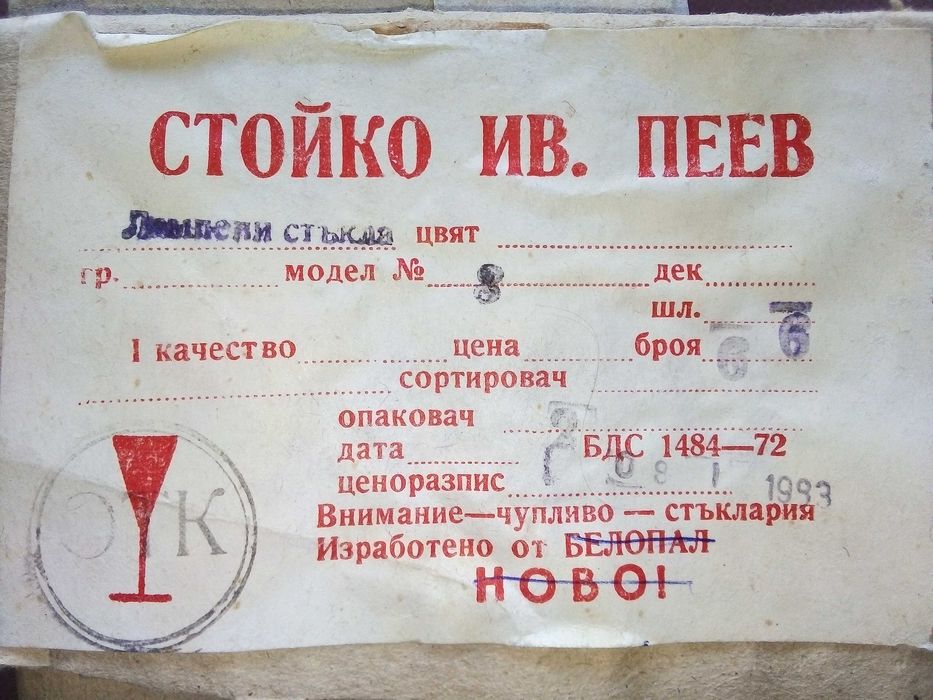 СТОЙКО ИВ. ПЕЕВ
Лампени стъкла цвят
гр. модел № 8 дек
шл.
I качество цена броя 6 6
сортировач
опаковач
дата БДС 1484—72
ценоразпис 1993
Внимание—чупливо — стъклария
Изработено от БЕЛОПАЛ
НОВО!
ОТК